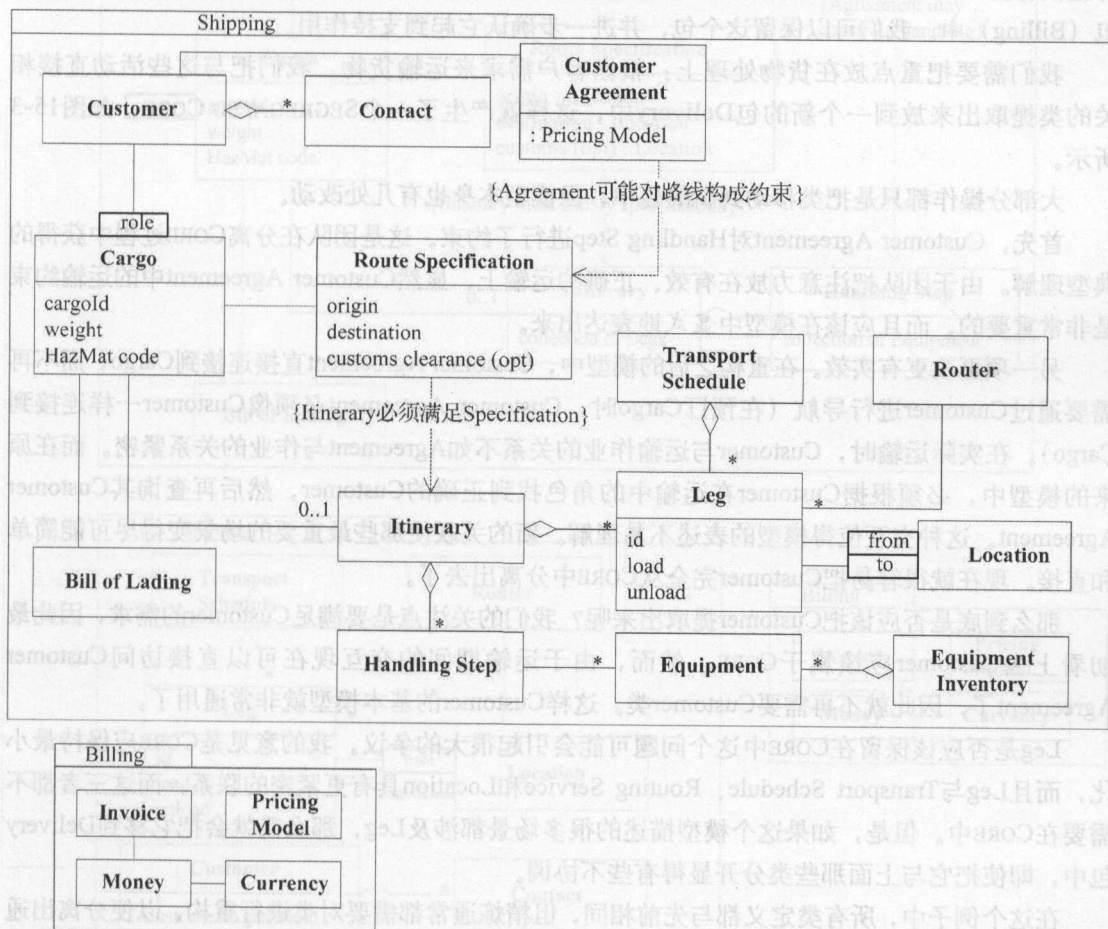 Shipping
Customer
*
Contact
Customer
Agreement
: Pricing Model
{Agreement可能对路线构成约束}
role
Cargo
cargoId
weight
HazMat code
Route Specification
origin
destination
customs clearance (opt)
Transport
Schedule
Router
{Itinerary必须满足Specification}
*
0..1
Itinerary
*
Leg
id
load
unload
*
from
to
Location
Bill of Lading
*
Handling Step
*
Equipment
*
Equipment
Inventory
Billing
Invoice
Pricing
Model
Money
Currency